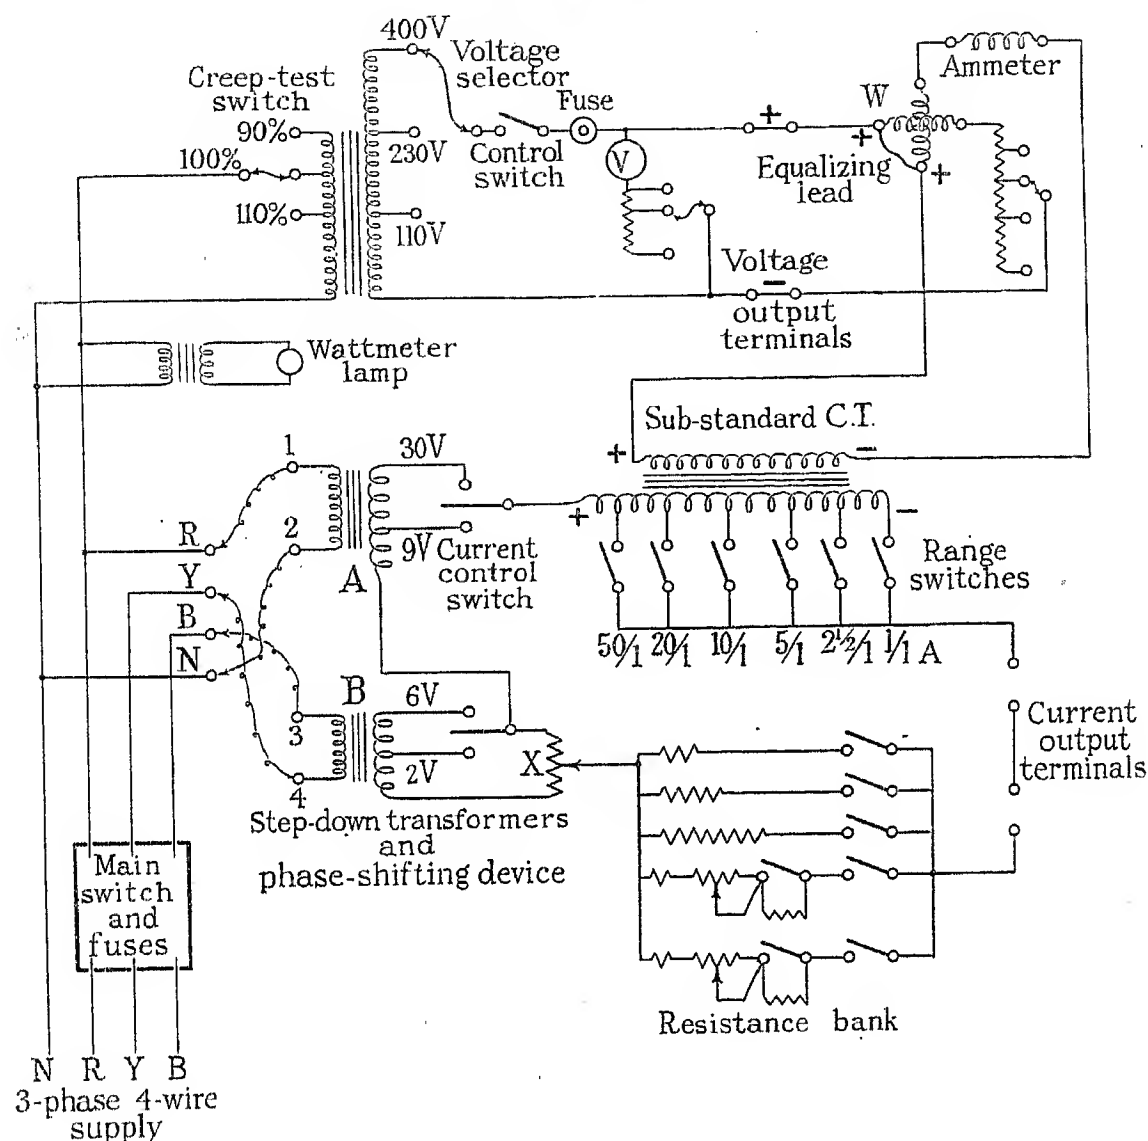 400V
Voltage
selector
Creep-test
switch
90%
100%
110%
230V
110V
Control
switch
Fuse
V
+
W
+
+
Ammeter
Equalizing
lead
Voltage
−
output
terminals
Wattmeter
lamp
Sub-standard C.T.
+
−
+
−
1
2
30V
9V
A
Current
control
switch
Range
switches
50/1
20/1
10/1
5/1
2½/1
1/1 A
R
Y
B
N
B
3
4
6V
2V
X
Step-down transformers
and
phase-shifting device
Current
output
terminals
Main
switch
and
fuses
Resistance bank
N R Y B
3-phase 4-wire
supply